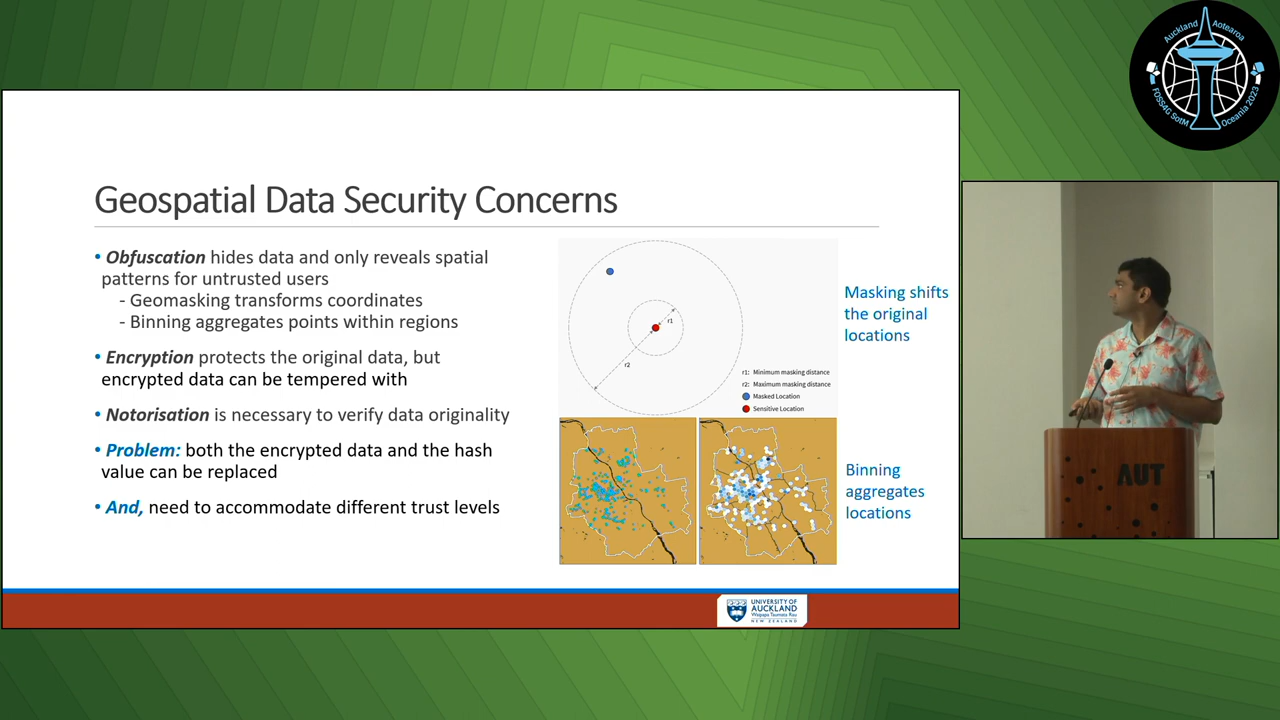 Auckland Aotearoa
FOSS4G SotM Oceania 2023
Geospatial Data Security Concerns
• Obfuscation hides data and only reveals spatial
patterns for untrusted users
- Geomasking transforms coordinates
- Binning aggregates points within regions
• Encryption protects the original data, but
encrypted data can be tempered with
• Notorisation is necessary to verify data originality
• Problem: both the encrypted data and the hash
value can be replaced
• And, need to accommodate different trust levels
r1
r2
r1: Minimum masking distance
r2: Maximum masking distance
Masked Location
Sensitive Location
Masking shifts
the original
locations
Binning
aggregates
locations
AUT
UNIVERSITY OF
AUCKLAND
Waipapa Taumata Rau
NEW ZEALAND